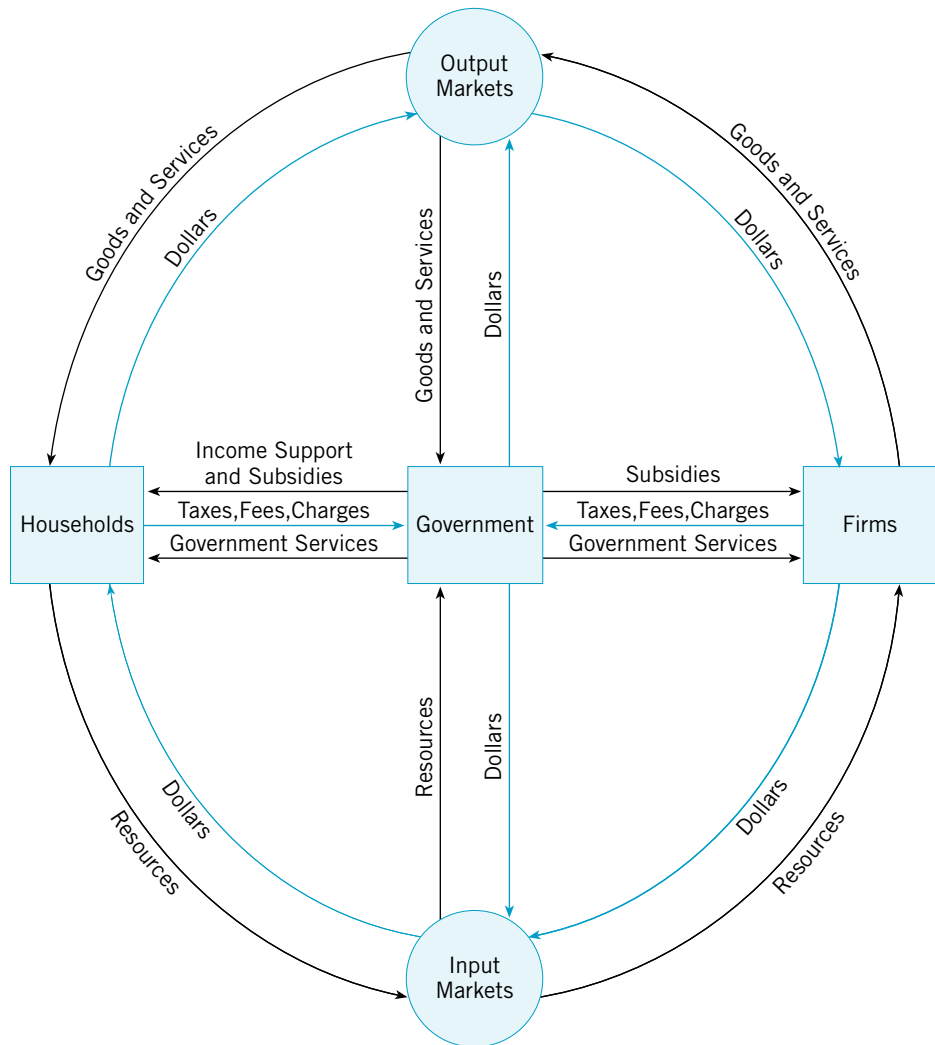 Output
Markets
Goods and Services
Dollars
Goods and Services
Dollars
Dollars
Goods and Services
Income Support
and Subsidies
Subsidies
Households
Taxes,Fees,Charges
Government
Taxes,Fees,Charges
Firms
Government Services
Government Services
Resources
Dollars
Resources
Dollars
Dollars
Resources
Input
Markets